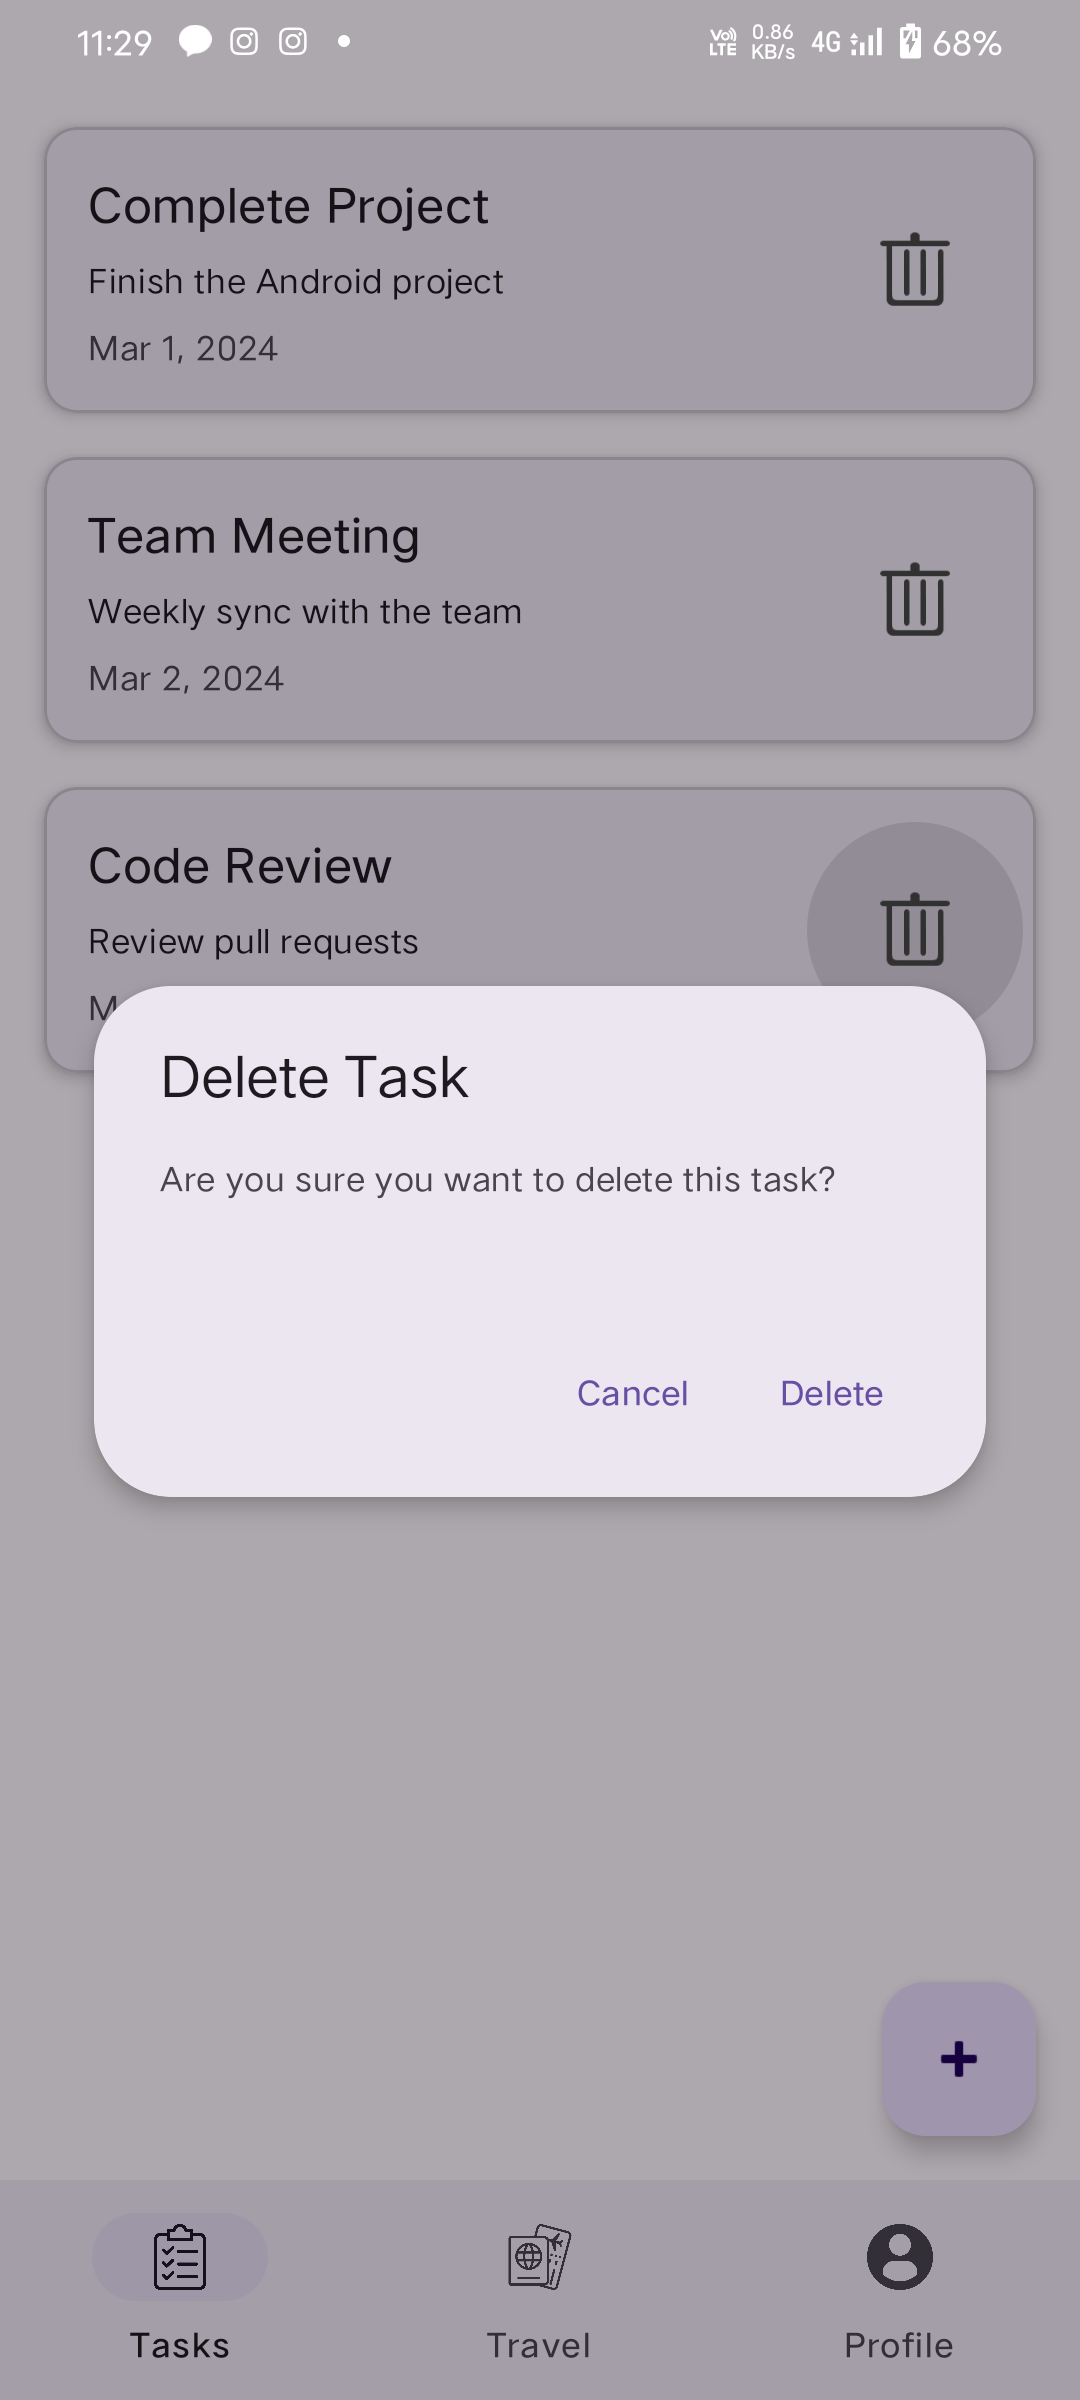 11:29
Vo) LTE 0.86 KB/s 4G 68%
Complete Project
Finish the Android project
Mar 1, 2024
Team Meeting
Weekly sync with the team
Mar 2, 2024
Code Review
Review pull requests
Delete Task
Are you sure you want to delete this task?
Cancel Delete
Tasks Travel Profile